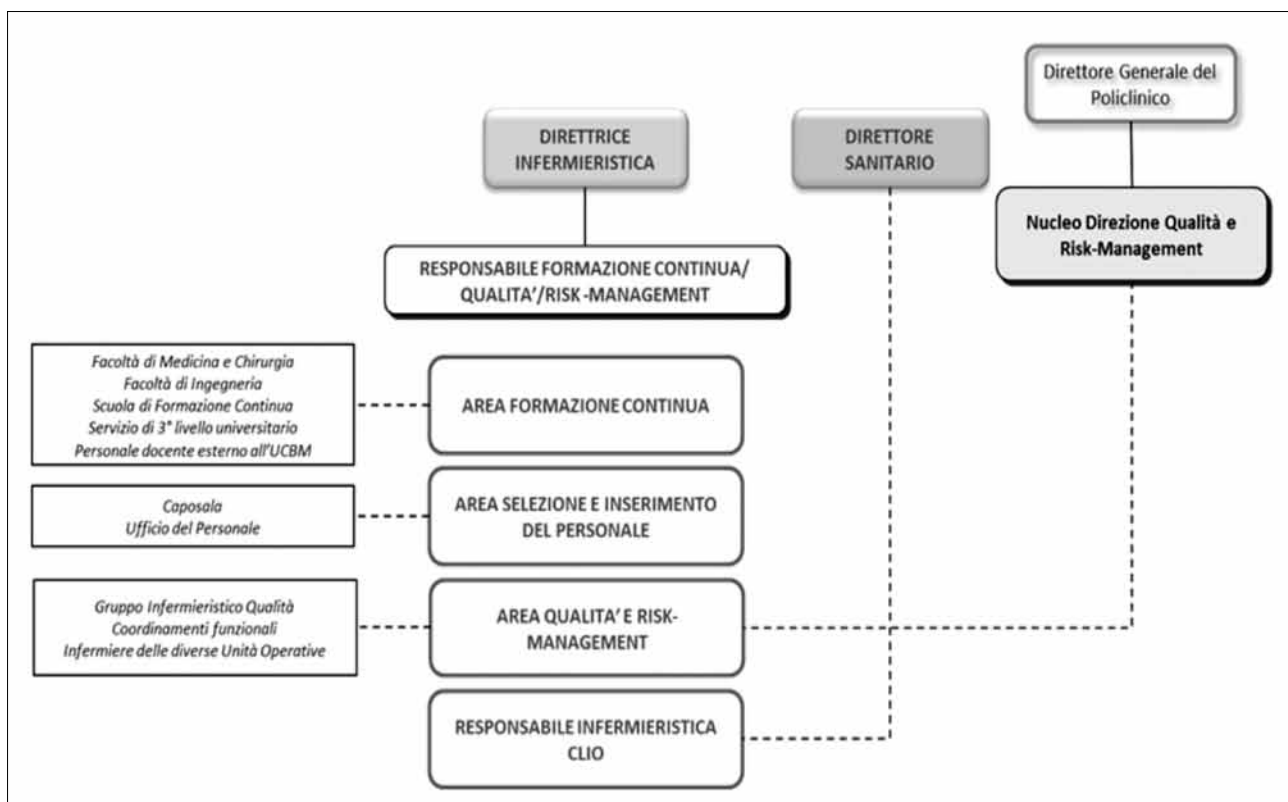 Direttore Generale del
Policlinico
DIRETTRICE
INFERMIERISTICA
DIRETTORE
SANITARIO
Nucleo Direzione Qualità e
Risk-Management
RESPONSABILE FORMAZIONE CONTINUA/
QUALITA'/RISK-MANAGEMENT
Facoltà di Medicina e Chirurgia
Facoltà di Ingegneria
Scuola di Formazione Continua
Servizio di 3° livello universitario
Personale docente esterno all'UCBM
AREA FORMAZIONE CONTINUA
Caposala
Ufficio del Personale
AREA SELEZIONE E INSERIMENTO
DEL PERSONALE
Gruppo Infermieristico Qualità
Coordinamenti funzionali
Infermiere delle diverse Unità Operative
AREA QUALITA' E RISK-
MANAGEMENT
RESPONSABILE INFERMIERISTICA
CLIO